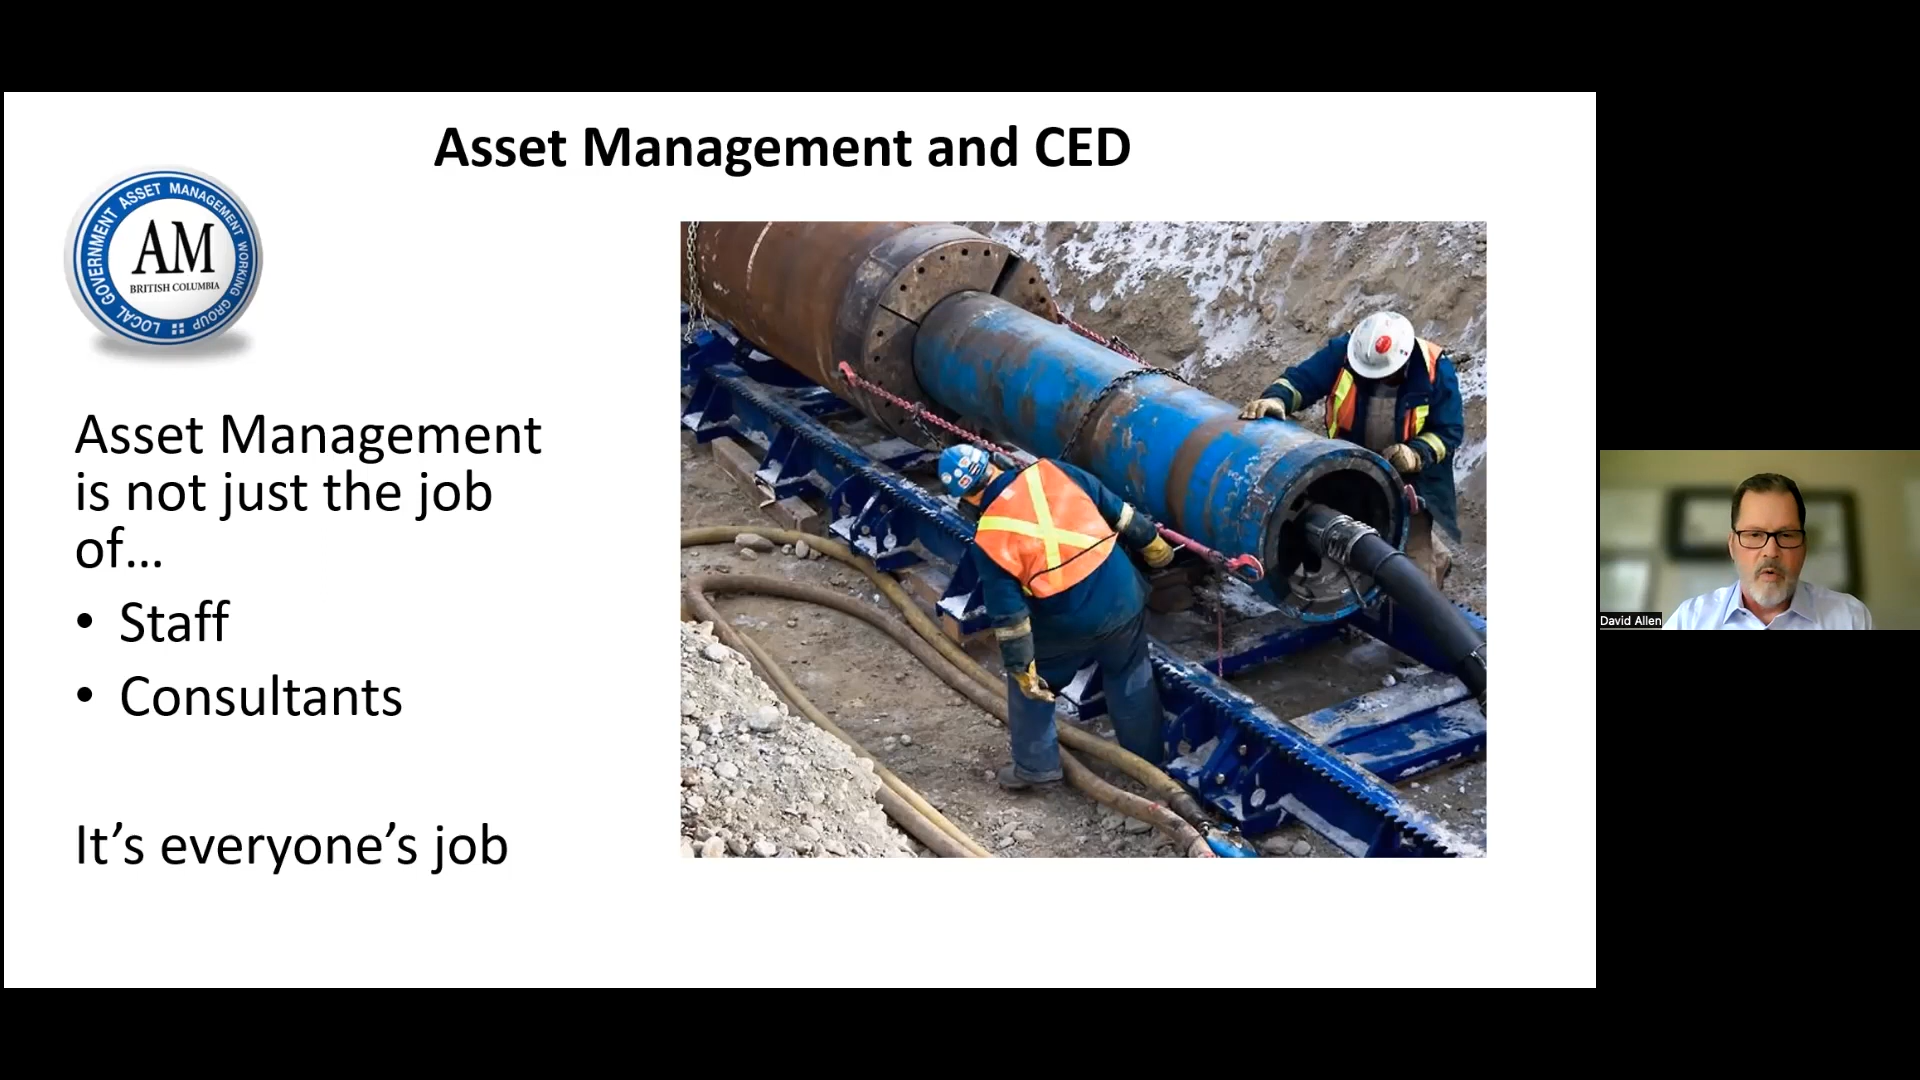 Asset Management and CED
LOCAL GOVERNMENT ASSET MANAGEMENT WORKING GROUP
AM
BRITISH COLUMBIA
Asset Management
is not just the job
of...
• Staff
• Consultants
It's everyone's job
David Allen